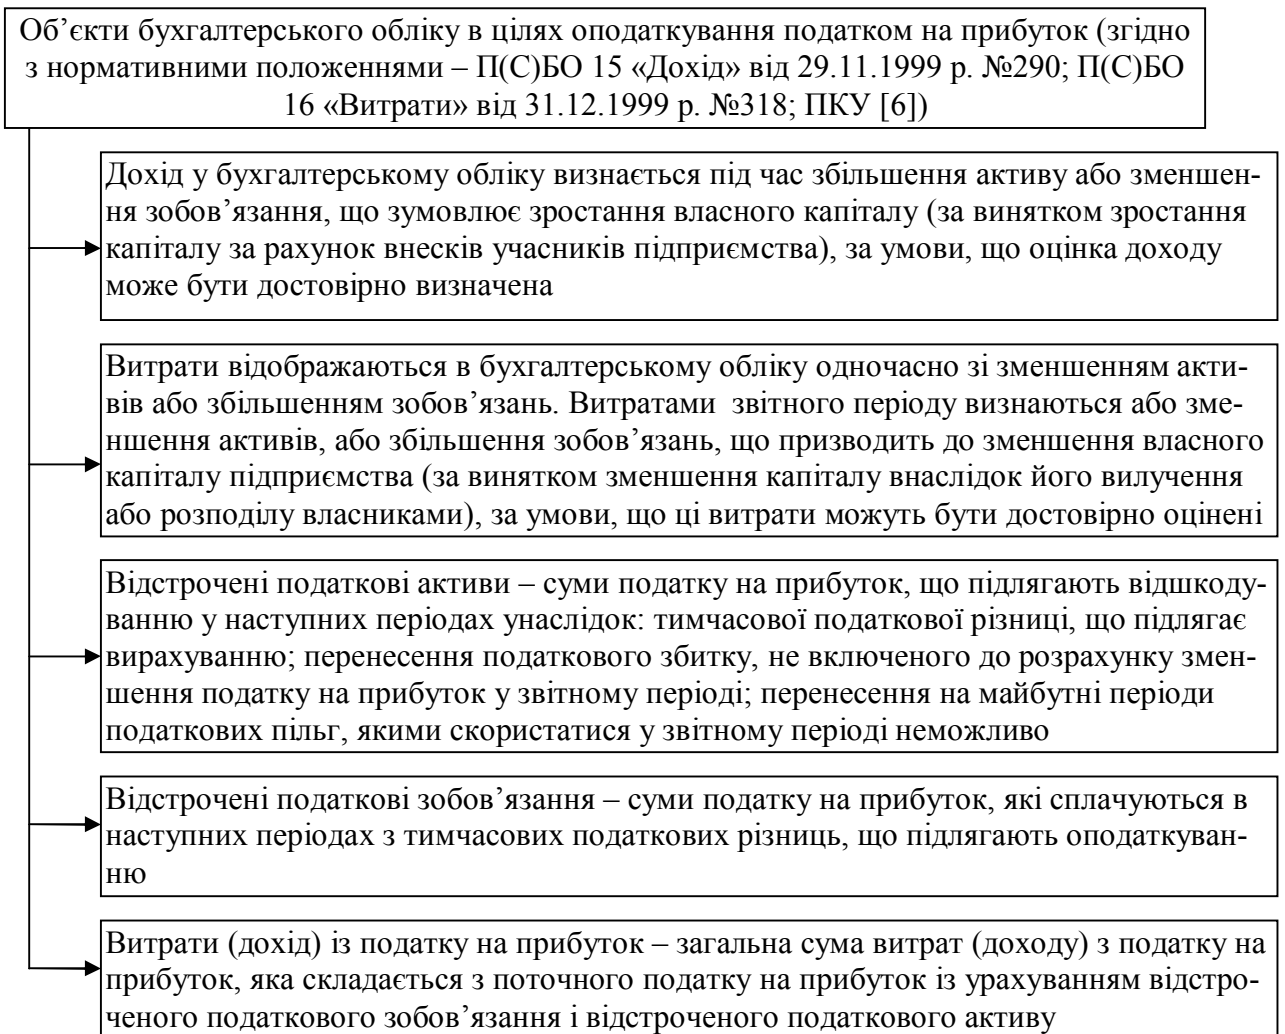 Об’єкти бухгалтерського обліку в цілях оподаткування податком на прибуток (згідно
з нормативними положеннями – П(С)БО 15 «Дохід» від 29.11.1999 р. №290; П(С)БО
16 «Витрати» від 31.12.1999 р. №318; ПКУ [6])
Дохід у бухгалтерському обліку визнається під час збільшення активу або зменшен-
ня зобов’язання, що зумовлює зростання власного капіталу (за винятком зростання
капіталу за рахунок внесків учасників підприємства), за умови, що оцінка доходу
може бути достовірно визначена
Витрати відображаються в бухгалтерському обліку одночасно зі зменшенням акти-
вів або збільшенням зобов’язань. Витратами  звітного періоду визнаються або зме-
ншення активів, або збільшення зобов’язань, що призводить до зменшення власного
капіталу підприємства (за винятком зменшення капіталу внаслідок його вилучення
або розподілу власниками), за умови, що ці витрати можуть бути достовірно оцінені
Відстрочені податкові активи – суми податку на прибуток, що підлягають відшкоду-
ванню у наступних періодах унаслідок: тимчасової податкової різниці, що підлягає
вирахуванню; перенесення податкового збитку, не включеного до розрахунку змен-
шення податку на прибуток у звітному періоді; перенесення на майбутні періоди
податкових пільг, якими скористатися у звітному періоді неможливо
Відстрочені податкові зобов’язання – суми податку на прибуток, які сплачуються в
наступних періодах з тимчасових податкових різниць, що підлягають оподаткуван-
ню
Витрати (дохід) із податку на прибуток – загальна сума витрат (доходу) з податку на
прибуток, яка складається з поточного податку на прибуток із урахуванням відстро-
ченого податкового зобов’язання і відстроченого податкового активу